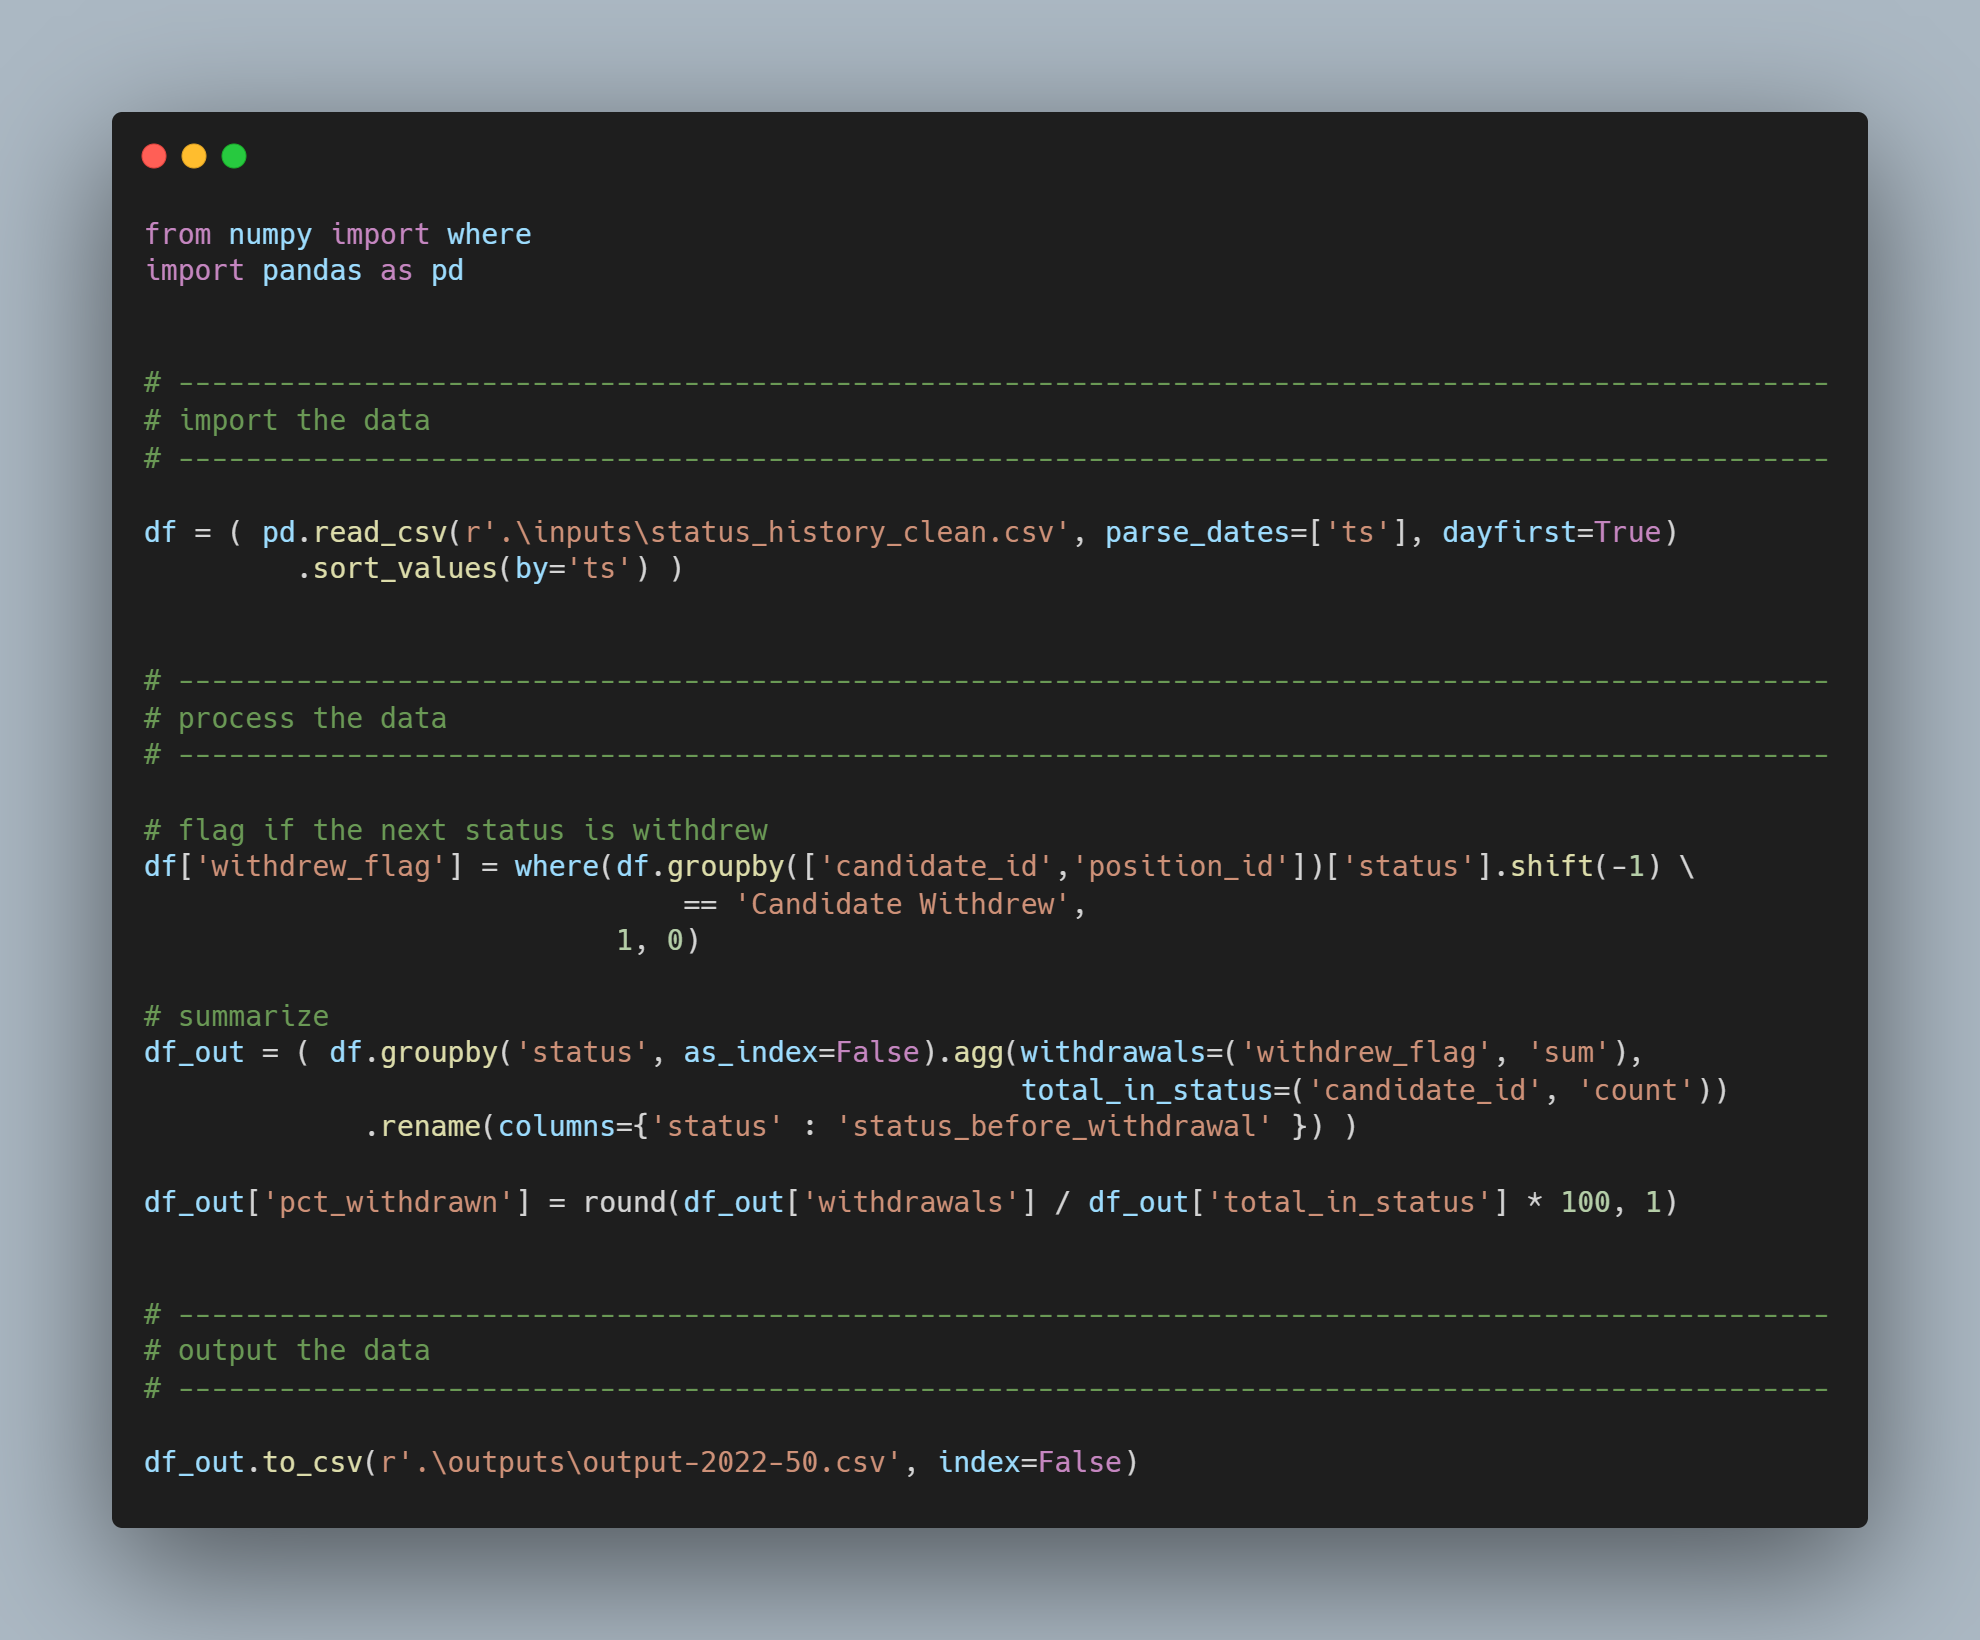 from numpy import where
import pandas as pd
# --------------------------------------------------------------------------------------------------
# import the data
# --------------------------------------------------------------------------------------------------
df = ( pd.read_csv(r'.\inputs\status_history_clean.csv', parse_dates=['ts'], dayfirst=True)
         .sort_values(by='ts') )
# --------------------------------------------------------------------------------------------------
# process the data
# --------------------------------------------------------------------------------------------------
# flag if the next status is withdrew
df['withdrew_flag'] = where(df.groupby(['candidate_id','position_id'])['status'].shift(-1) \
                                == 'Candidate Withdrew',
                            1, 0)
# summarize
df_out = ( df.groupby('status', as_index=False).agg(withdrawals=('withdrew_flag', 'sum'),
                                                    total_in_status=('candidate_id', 'count'))
             .rename(columns={'status' : 'status_before_withdrawal' }) )
df_out['pct_withdrawn'] = round(df_out['withdrawals'] / df_out['total_in_status'] * 100, 1)
# --------------------------------------------------------------------------------------------------
# output the data
# --------------------------------------------------------------------------------------------------
df_out.to_csv(r'.\outputs\output-2022-50.csv', index=False)